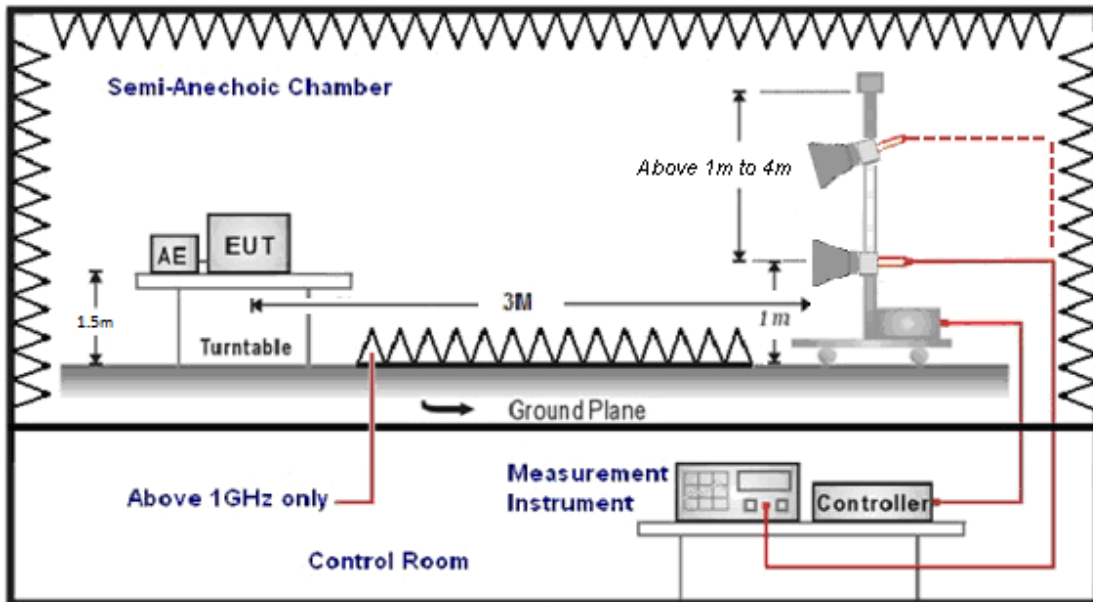 Semi-Anechoic Chamber
Above 1m to 4m
AE
EUT
3M
1m
1.5m
Turntable
Ground Plane
Above 1GHz only
Measurement
Instrument
Controller
Control Room